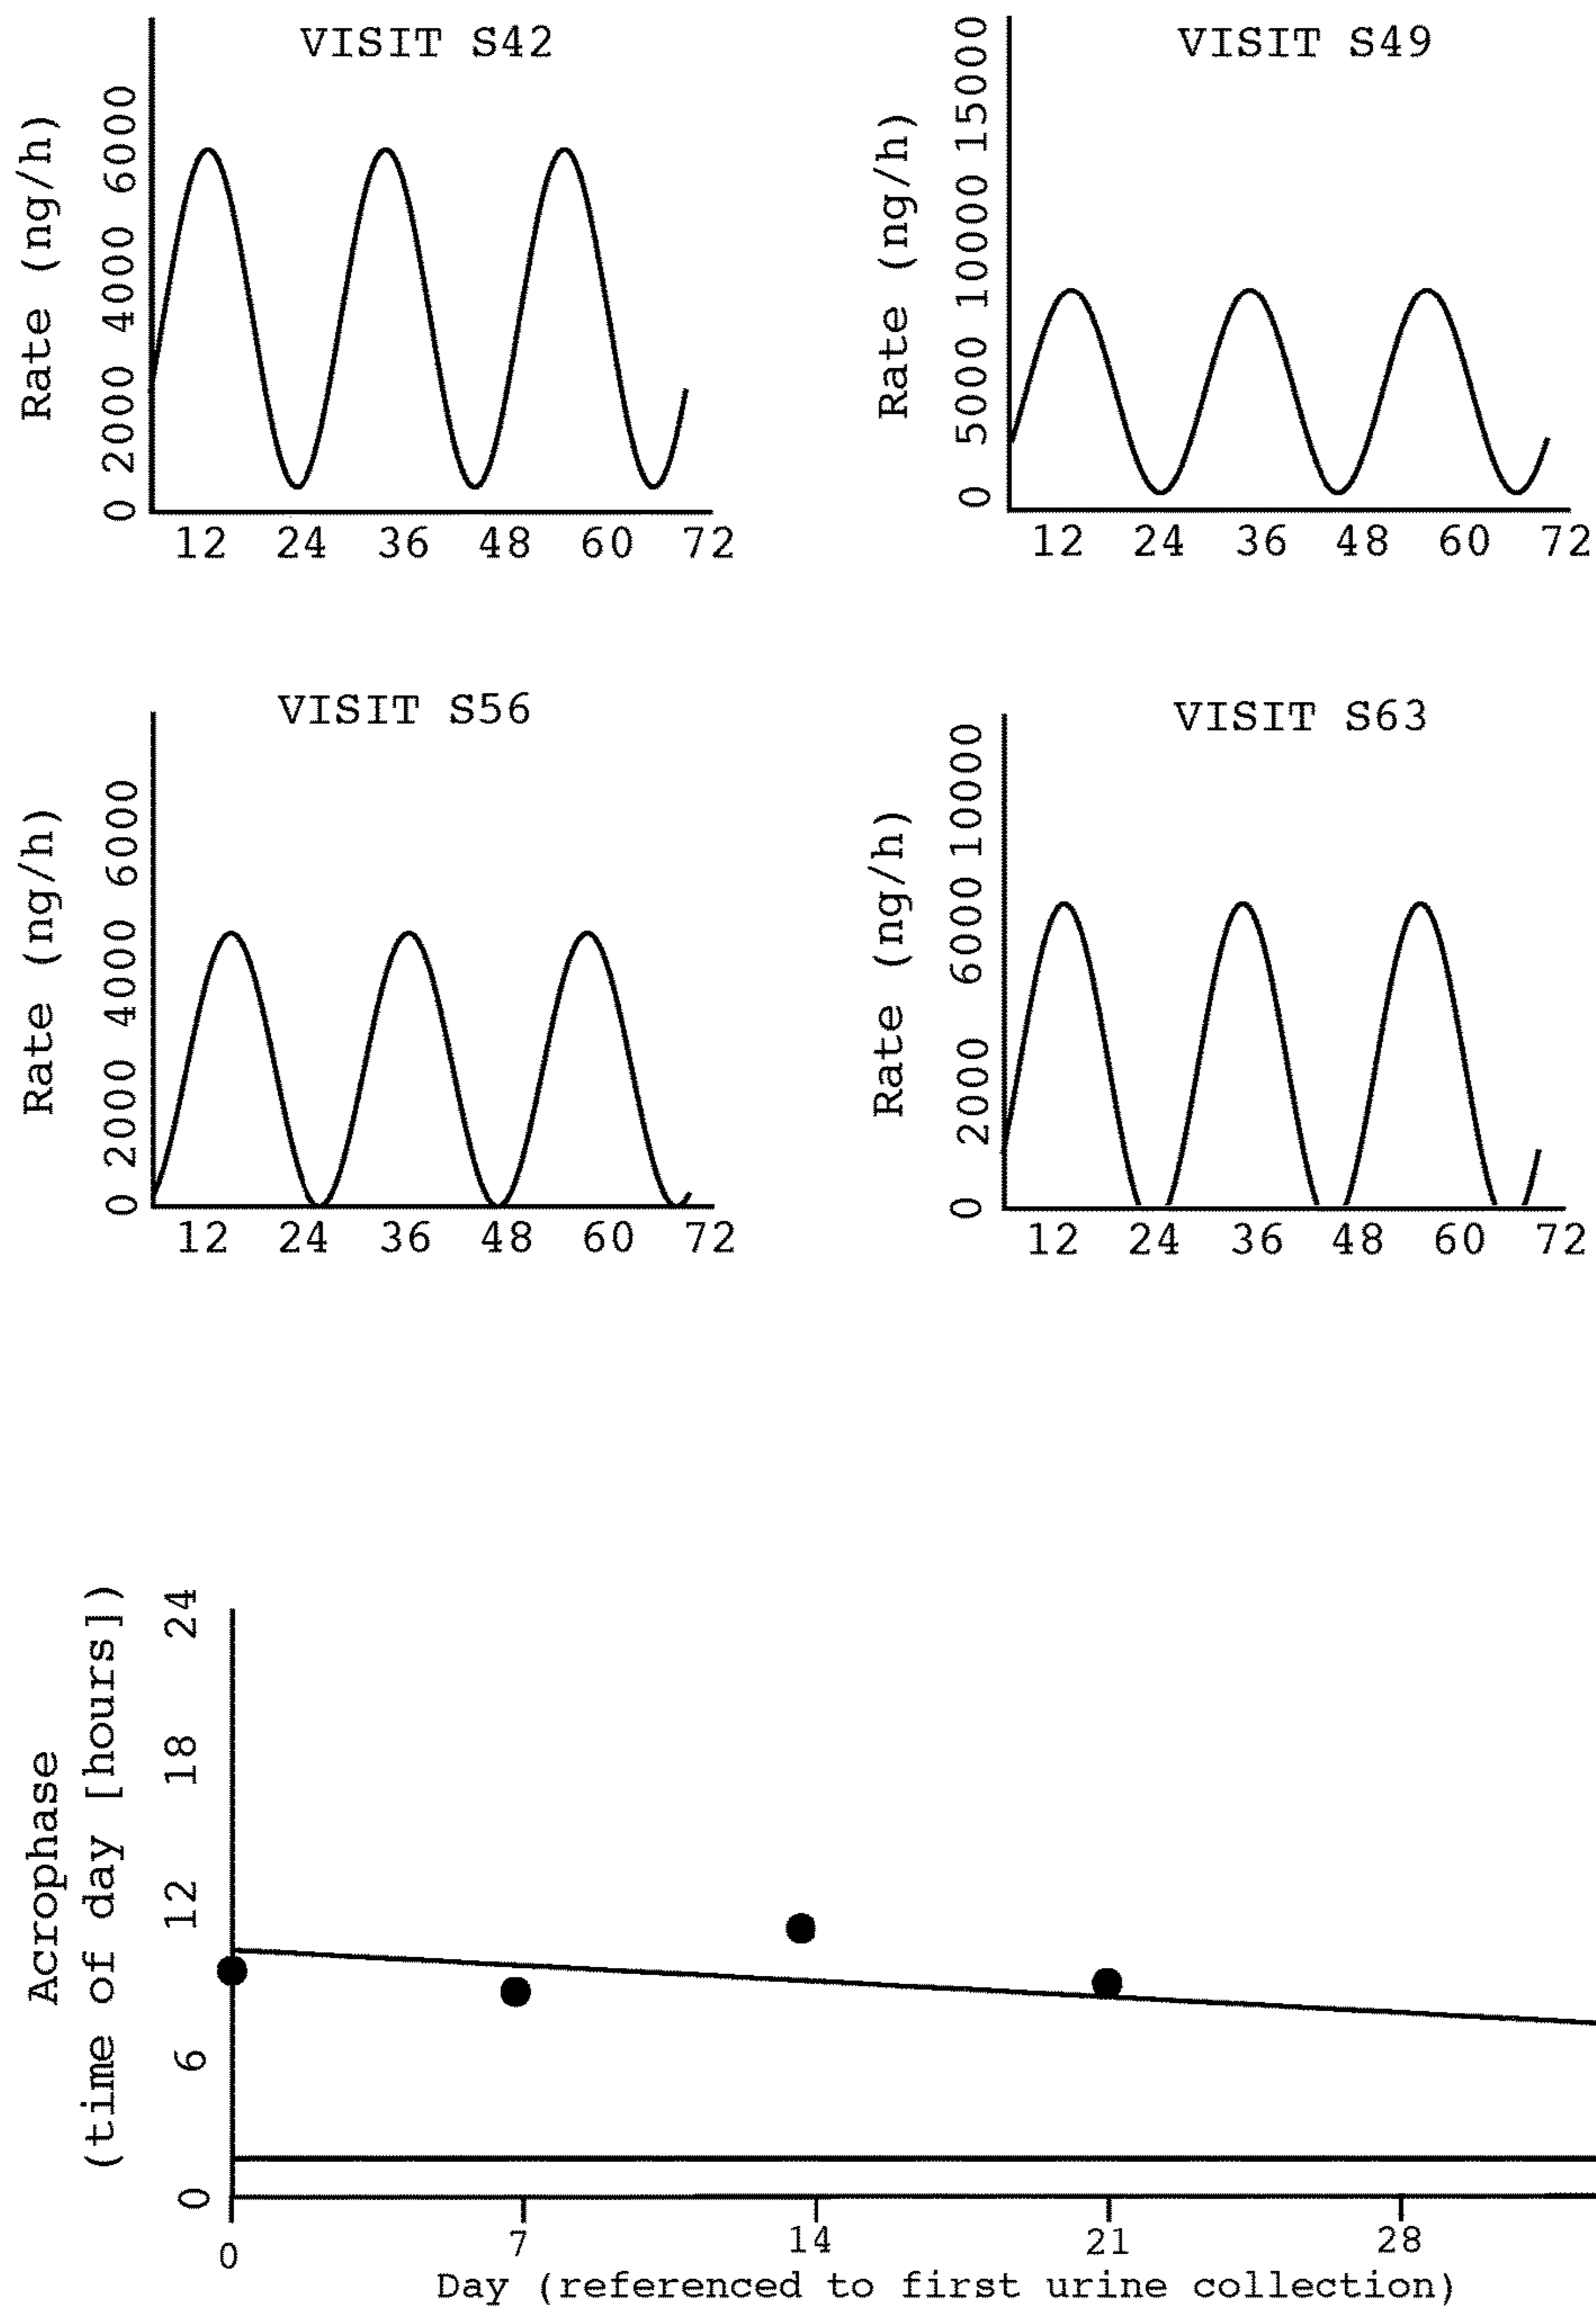 VISIT S42
Rate (ng/h)
0 2000 4000 6000
12 24 36 48 60 72
VISIT S49
Rate (ng/h)
0 5000 10000 15000
12 24 36 48 60 72
VISIT S56
Rate (ng/h)
0 2000 4000 6000
12 24 36 48 60 72
VISIT S63
Rate (ng/h)
0 2000 6000 10000
12 24 36 48 60 72
Acrophase
(time of day [hours])
0 6 12 18 24
0 7 14 21 28
Day (referenced to first urine collection)